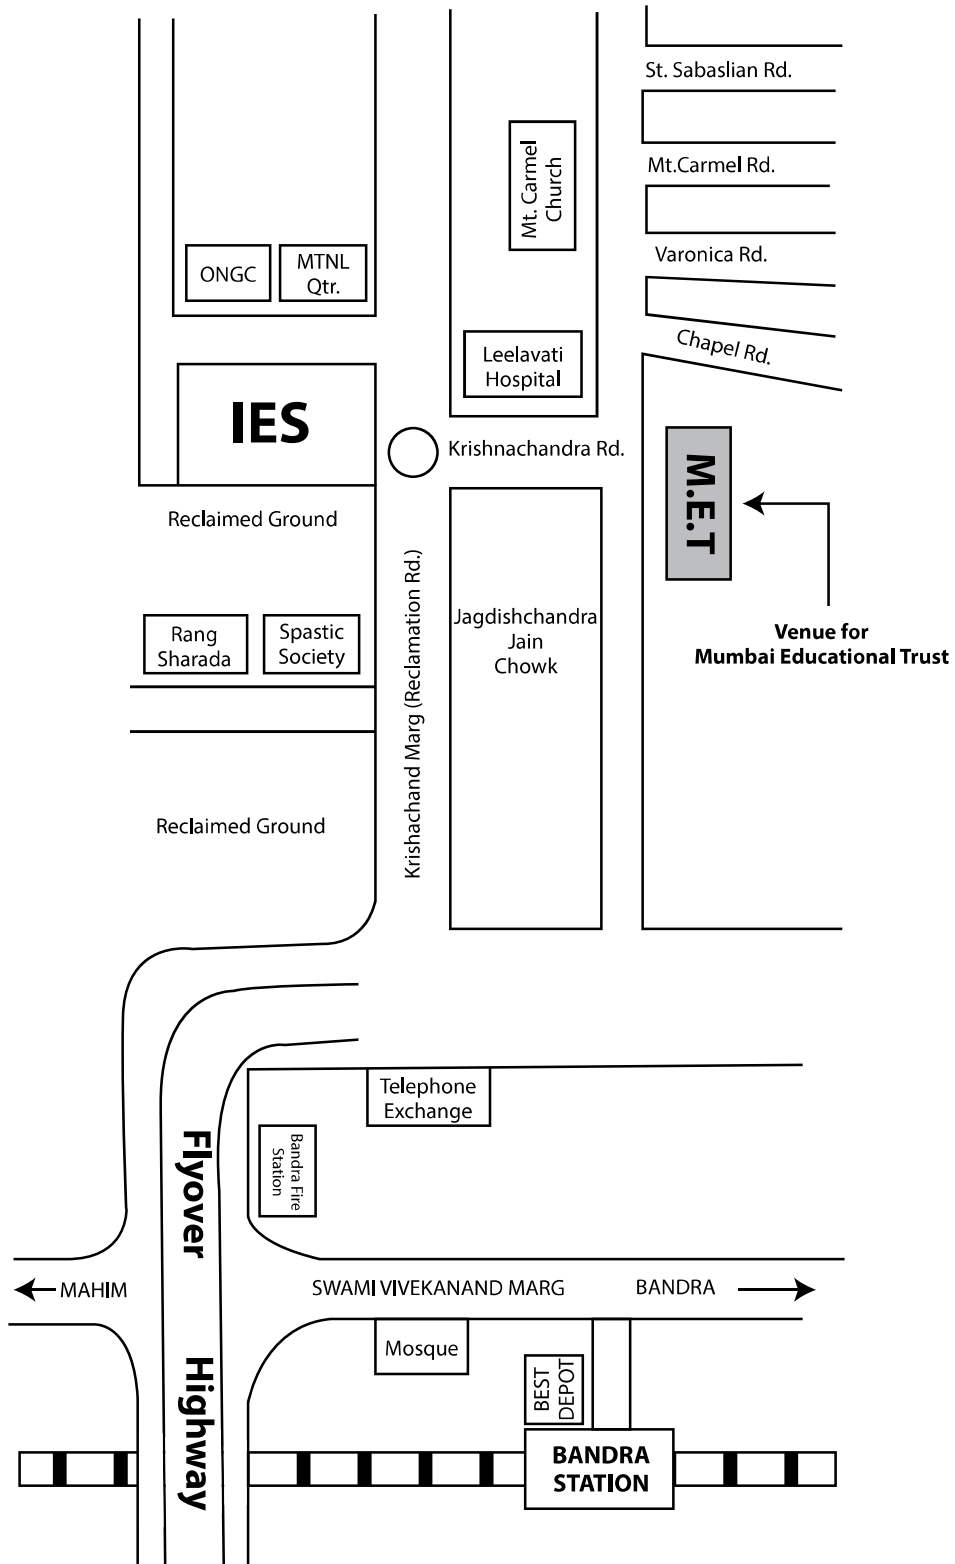 St. Sabaslian Rd.
Mt. Carmel
Church
Mt.Carmel Rd.
Varonica Rd.
ONGC
MTNL
Qtr.
Chapel Rd.
Leelavati
Hospital
IES
Krishnachandra Rd.
M.E.T
Reclaimed Ground
Krishachand Marg (Reclamation Rd.)
Jagdishchandra
Jain
Chowk
Rang
Sharada
Spastic
Society
Venue for
Mumbai Educational Trust
Reclaimed Ground
Telephone
Exchange
Bandra Fire
Station
Flyover
MAHIM
SWAMI VIVEKANAND MARG
BANDRA
Mosque
BEST
DEPOT
Highway
BANDRA
STATION